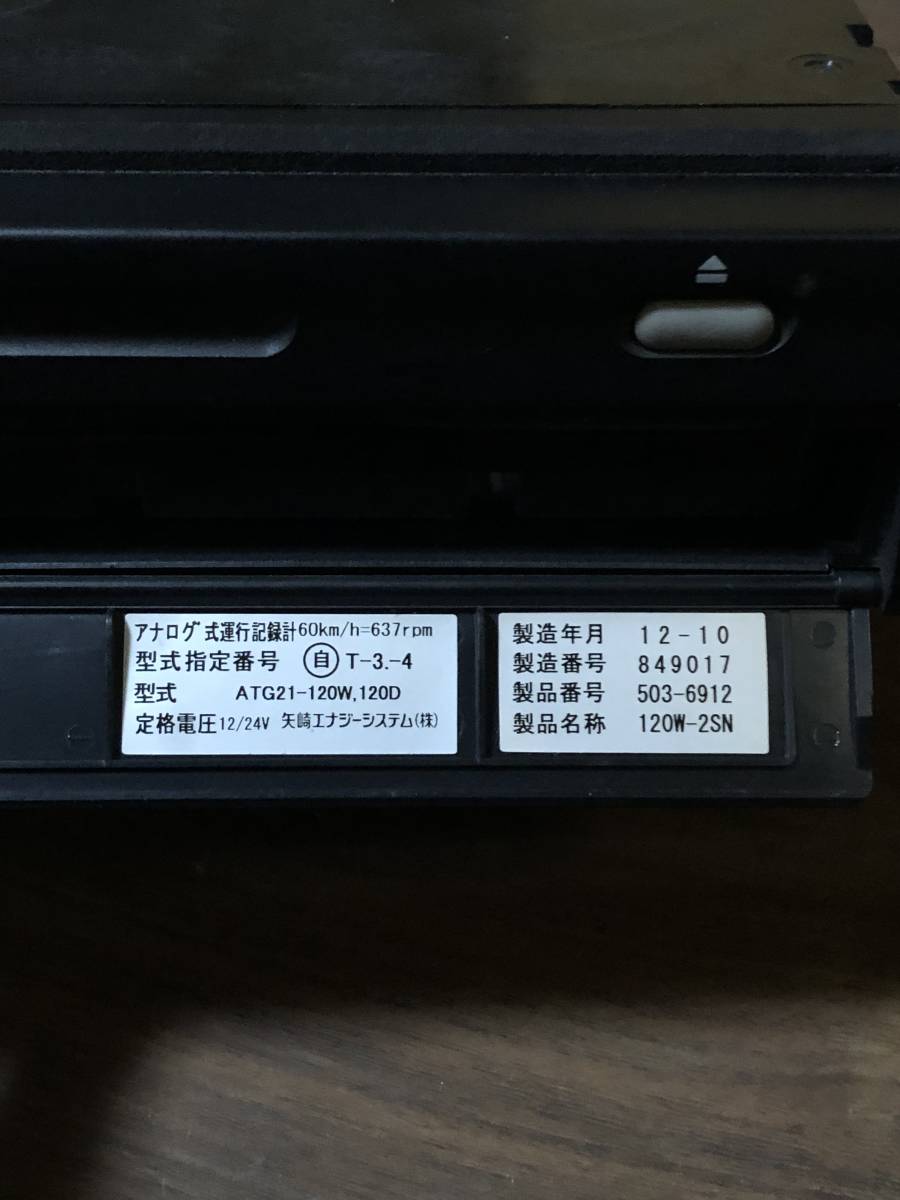 アナログ式運行記録計60km/h=637rpm
型式指定番号 自 T-3.-4
型式 ATG21-120W,120D
定格電圧12/24V 矢崎エナジーシステム(株)
製造年月 12-10
製造番号 849017
製品番号 503-6912
製品名称 120W-2SN